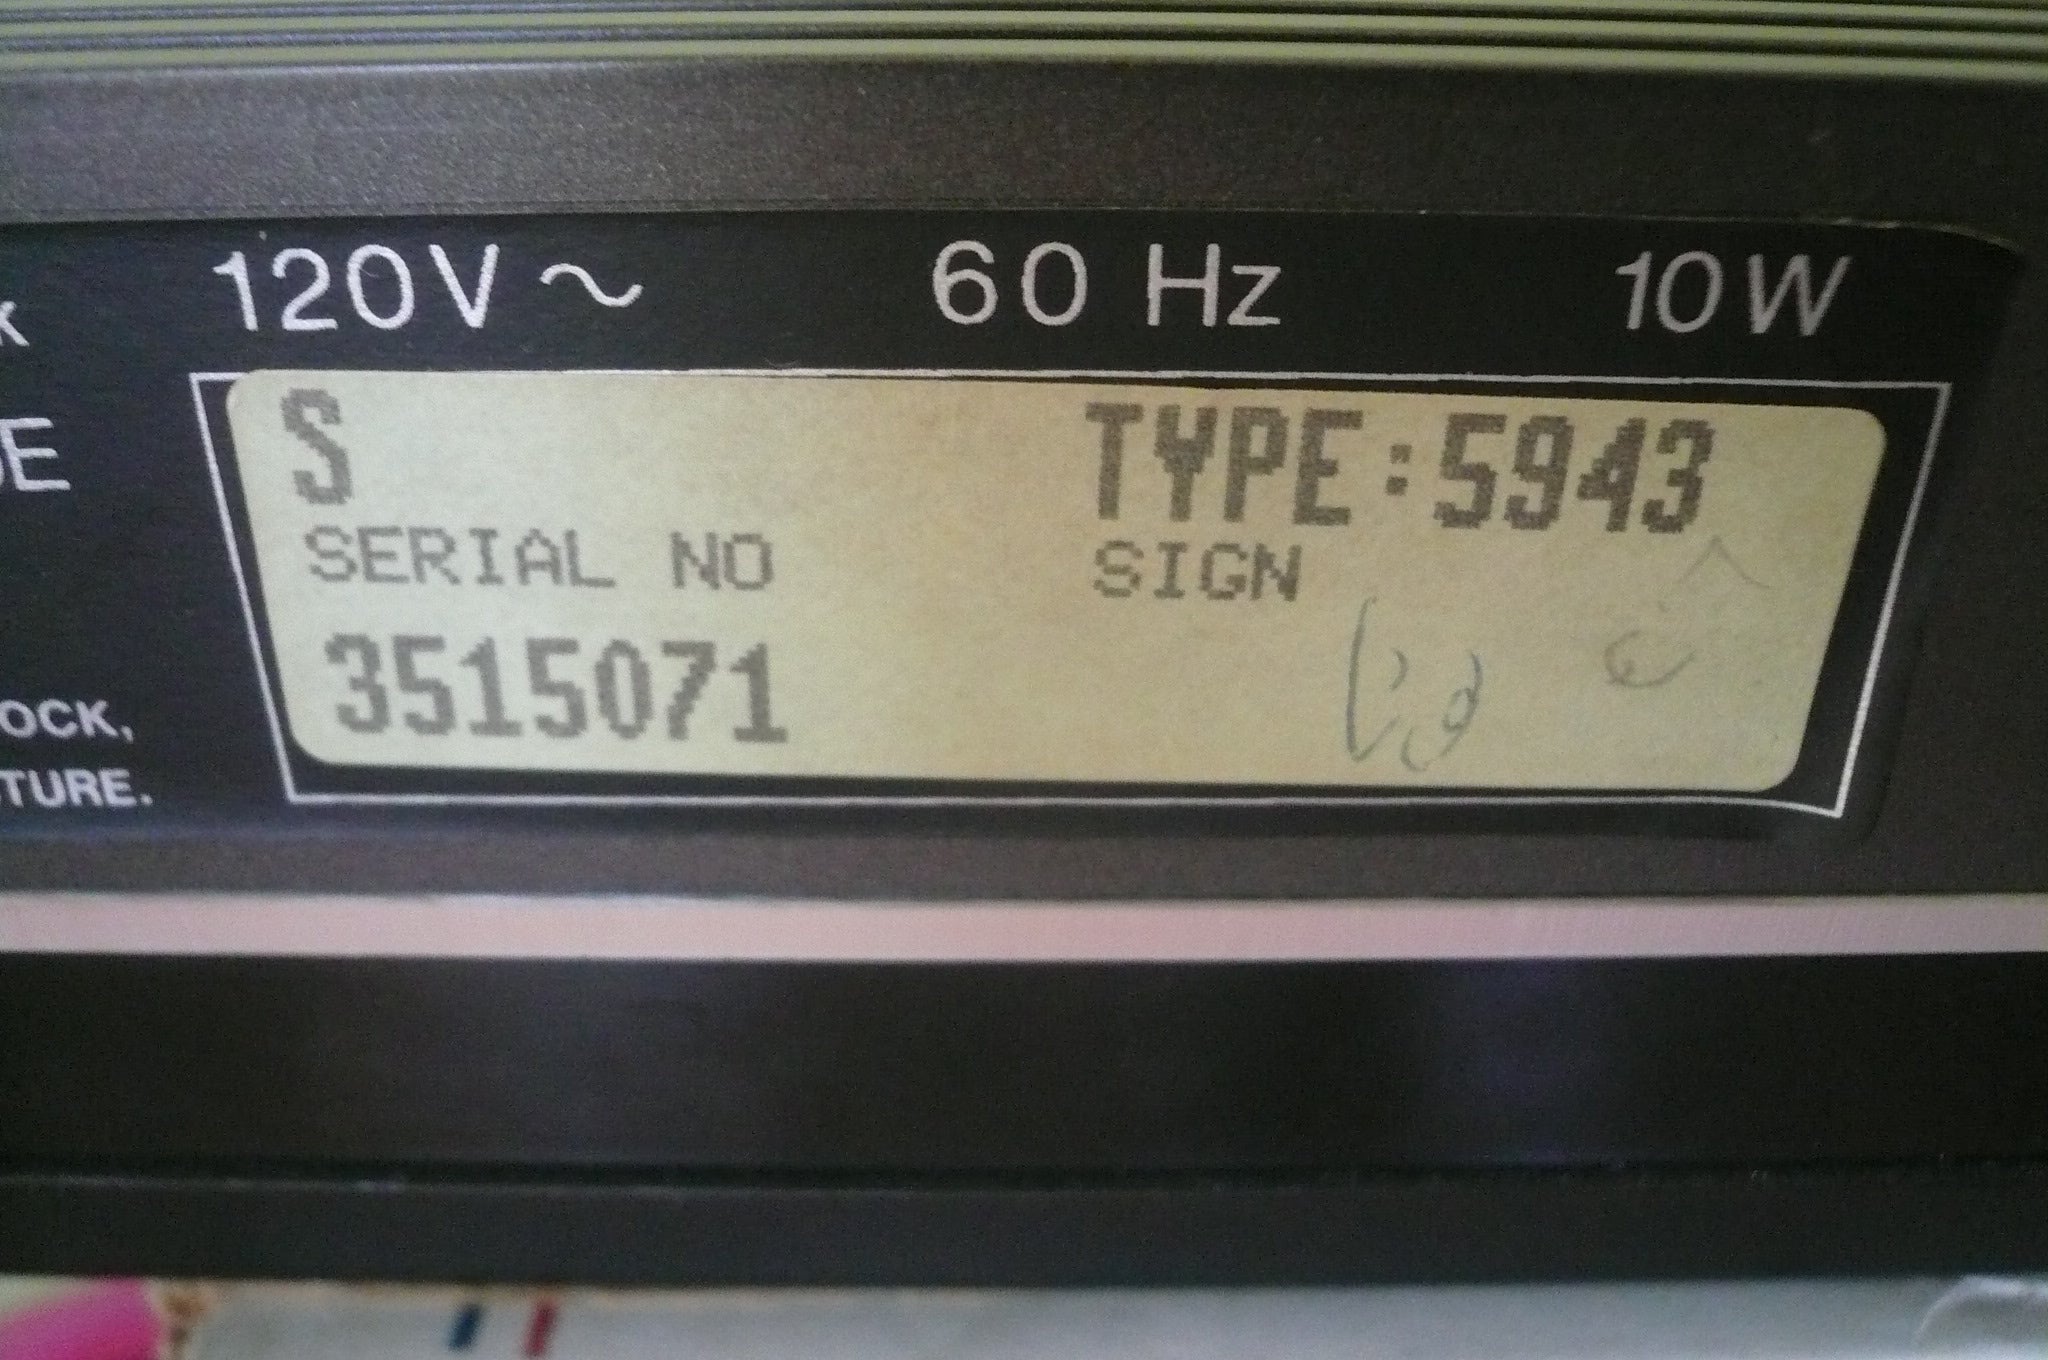 120V~ 60 Hz 10W
S TYPE:5943
SERIAL NO SIGN
3515071
OCK,
TURE.